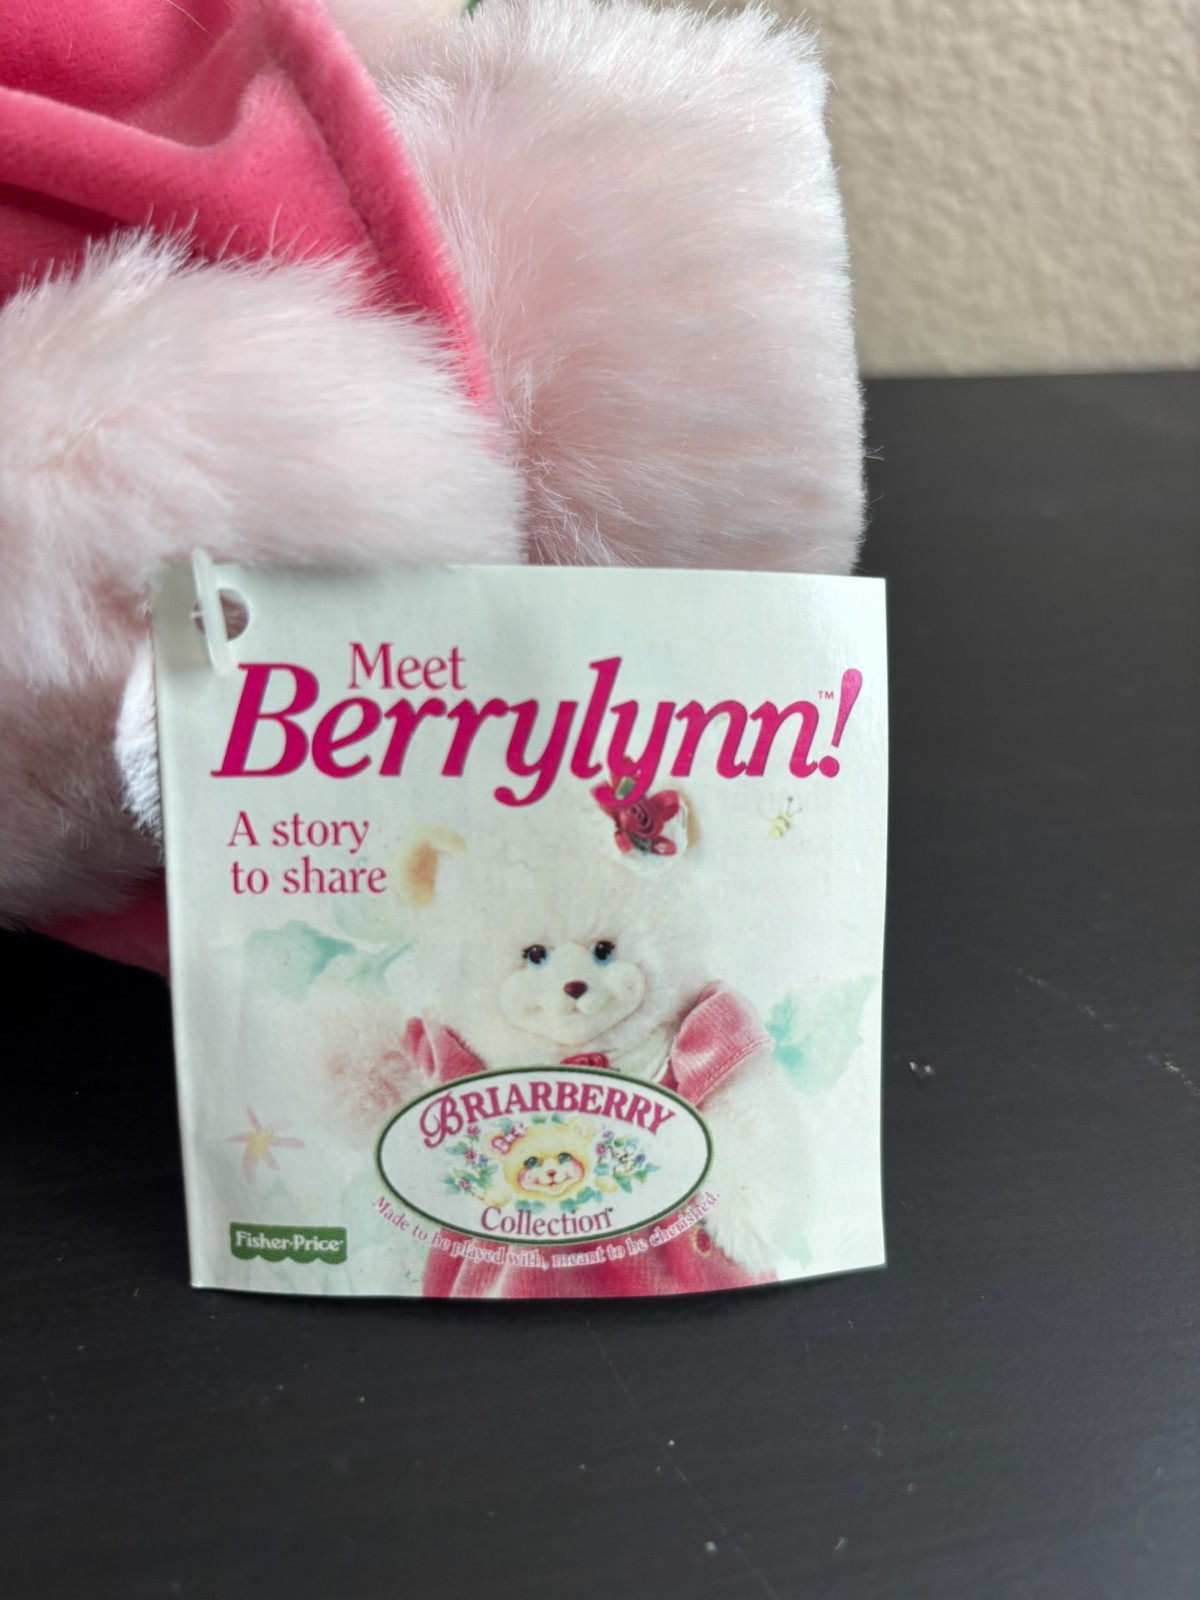 Meet
Berrylynn!™
A story
to share
BRIARBERRY
Collection™
Made to be played with, meant to be cherished.
Fisher-Price